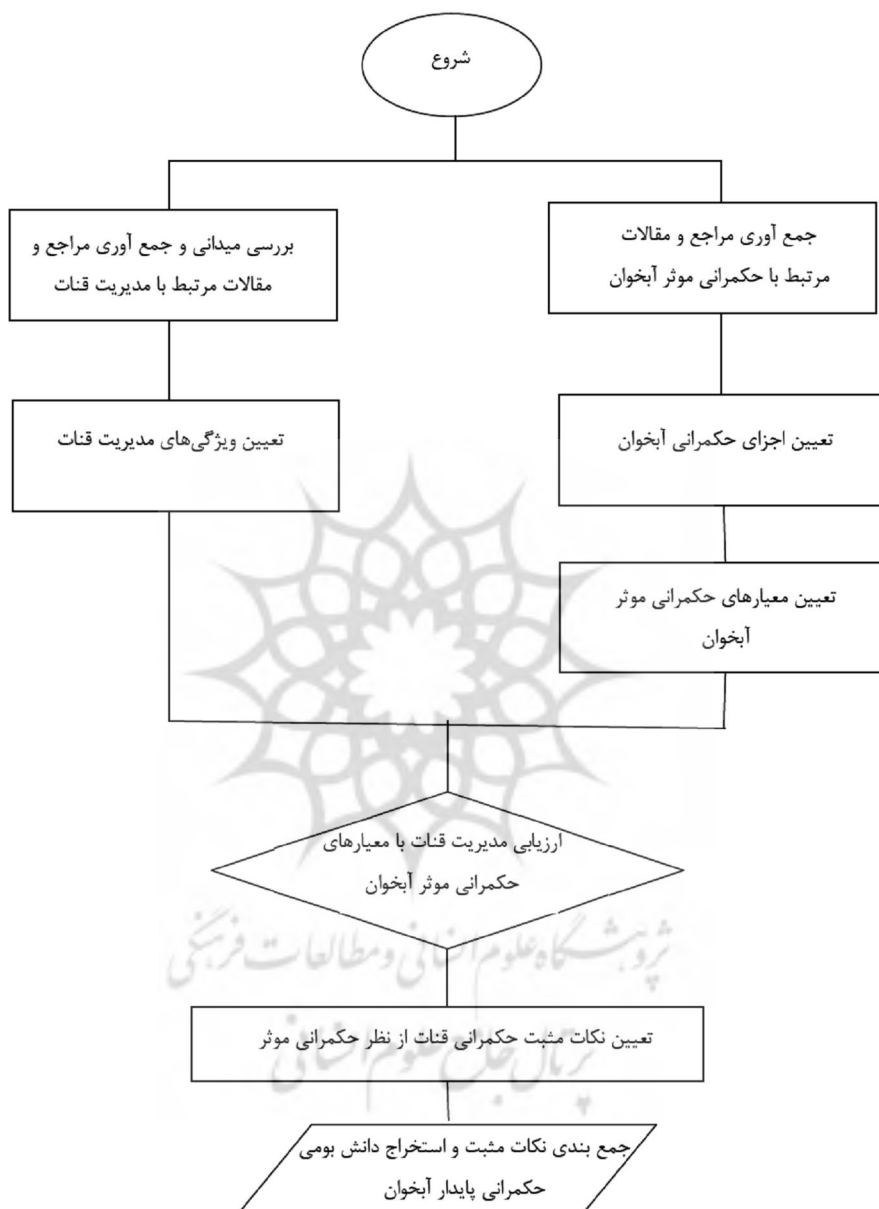 شروع
جمع آوری مراجع و مقالات
مرتبط با حکمرانی موثر آبخوان
بررسی میدانی و جمع آوری مراجع و
مقالات مرتبط با مدیریت قنات
تعیین اجزای حکمرانی آبخوان
تعیین ویژگی‌های مدیریت قنات
تعیین معیارهای حکمرانی موثر
آبخوان
ارزیابی مدیریت قنات با معیارهای
حکمرانی موثر آبخوان
پژوهشگاه علوم انسانی و مطالعات فرهنگی
تعیین نکات مثبت حکمرانی قنات از نظر حکمرانی موثر
پرتال جامع علوم انسانی
جمع بندی نکات مثبت و استخراج دانش بومی
حکمرانی پایدار آبخوان